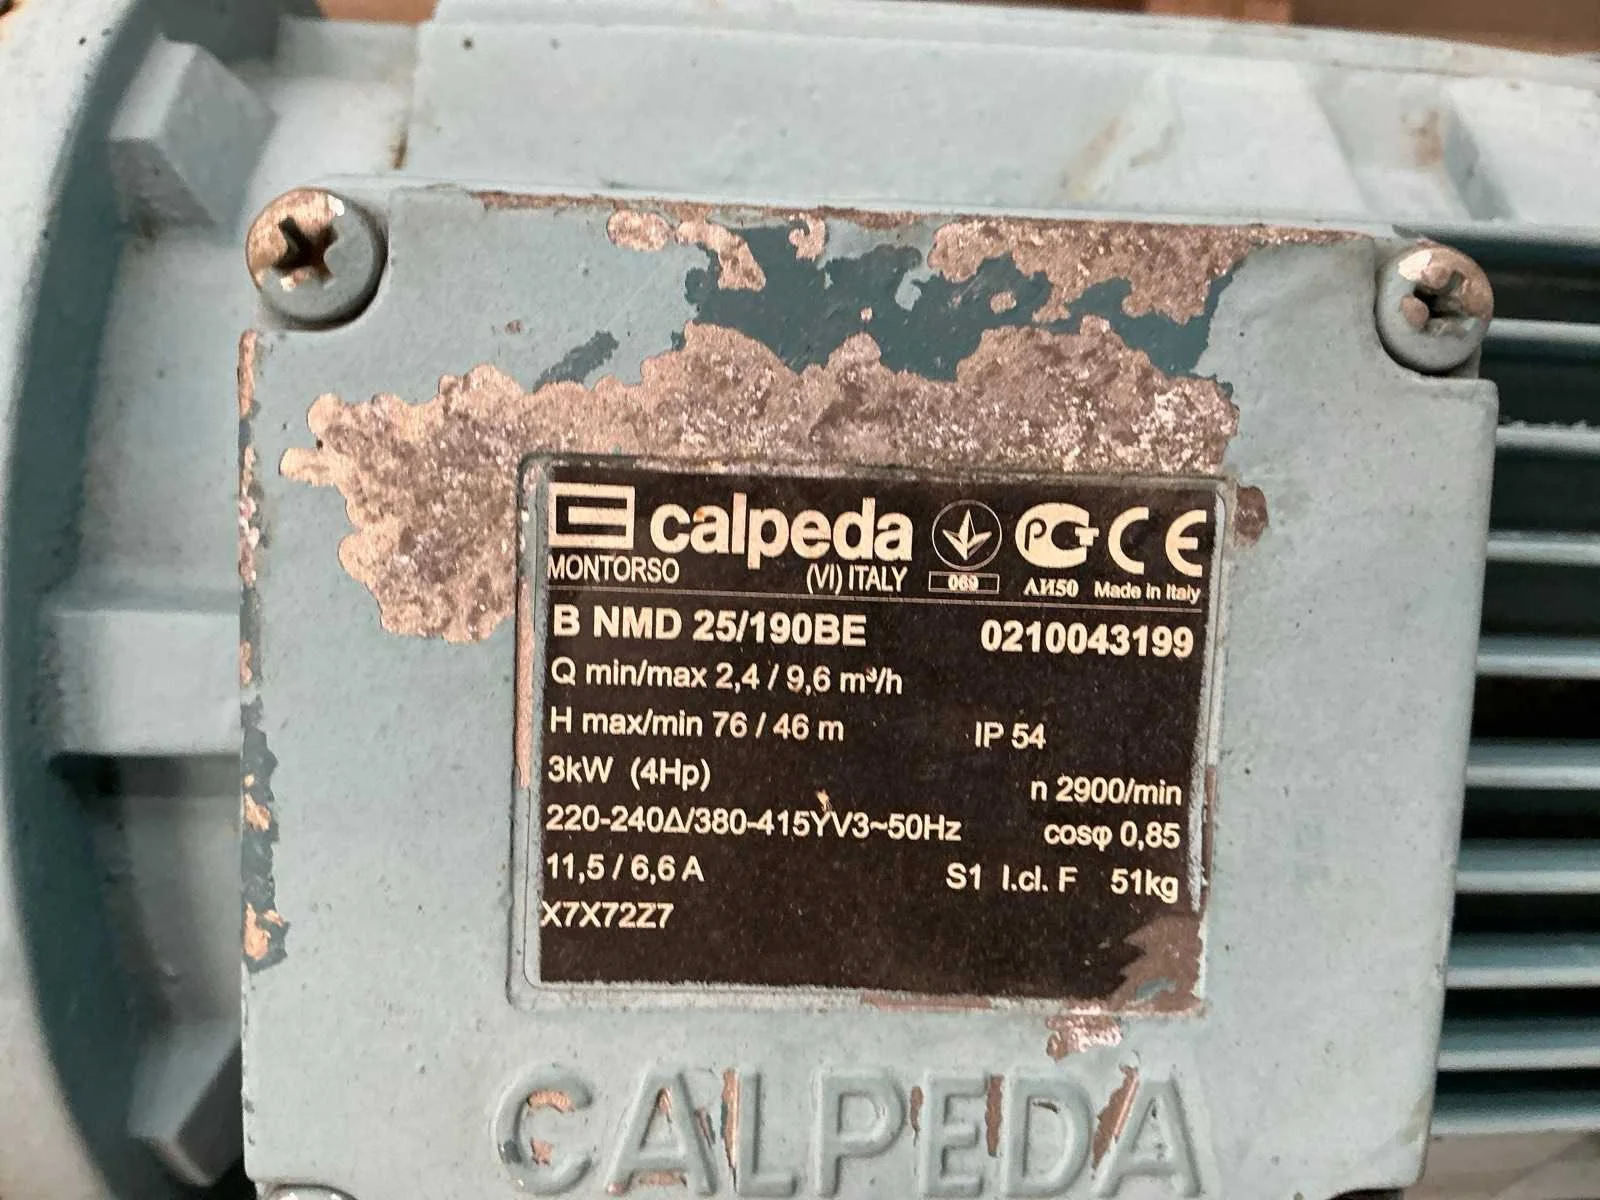 calpeda PG CE
MONTORSO (VI) ITALY 069 АИ50 Made in Italy
B NMD 25/190BE 0210043199
Q min/max 2,4 / 9,6 m³/h
H max/min 76 / 46 m IP 54
3kW (4Hp) n 2900/min
220-240Δ/380-415YV3~50Hz cosφ 0,85
11,5 / 6,6 A S1 I.cl. F 51kg
X7X72Z7
CALPEDA